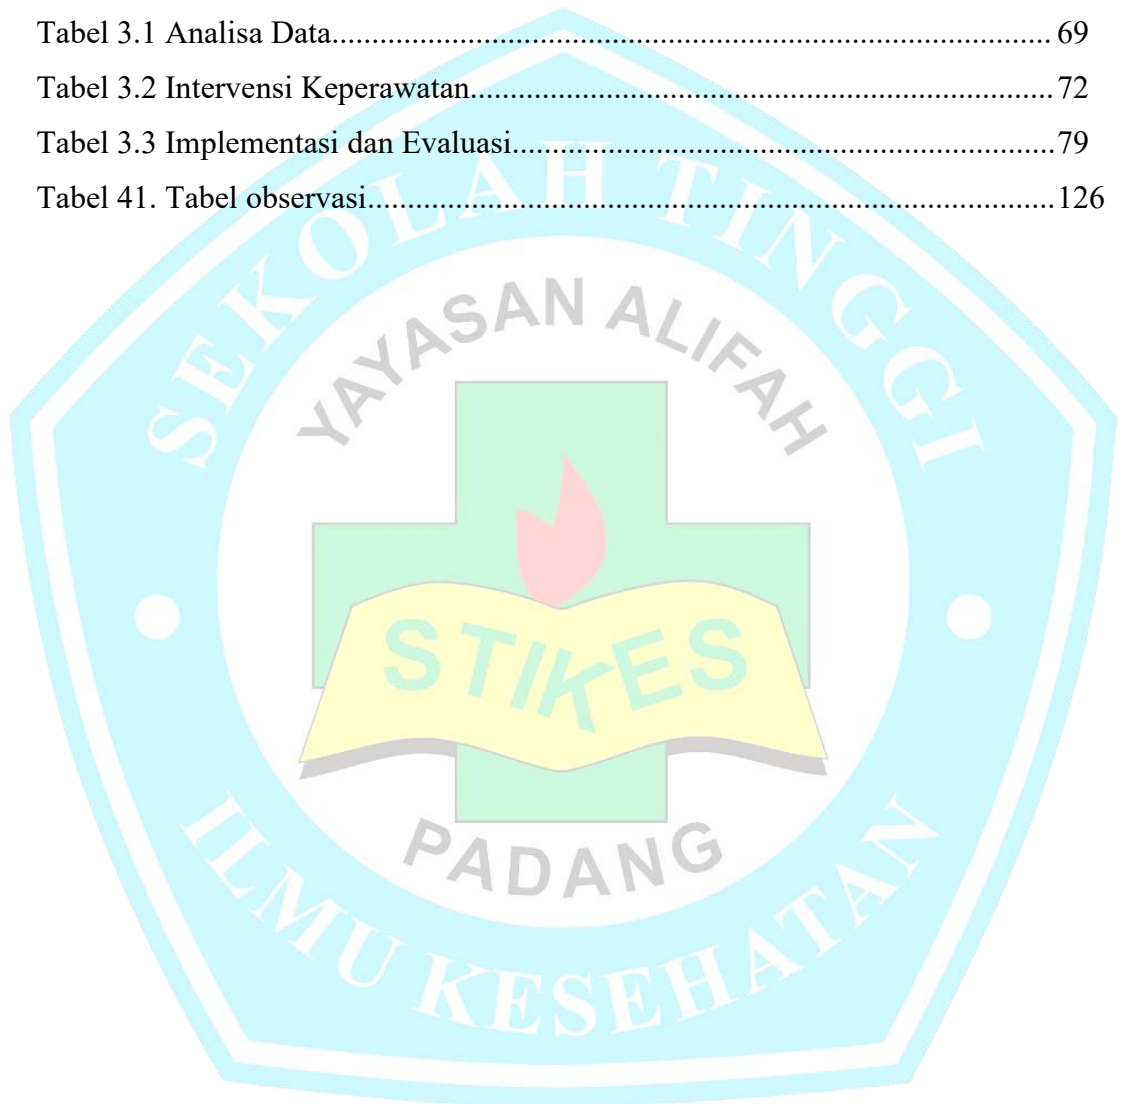 Tabel 3.1 Analisa Data.......................................................................................... 69
Tabel 3.2 Intervensi Keperawatan.........................................................................72
Tabel 3.3 Implementasi dan Evaluasi....................................................................79
Tabel 41. Tabel observasi......................................................................................126
SEKOLAH TINGGI
YAYASAN ALIFAH
STIKES
PADANG
ILMU KESEHATAN